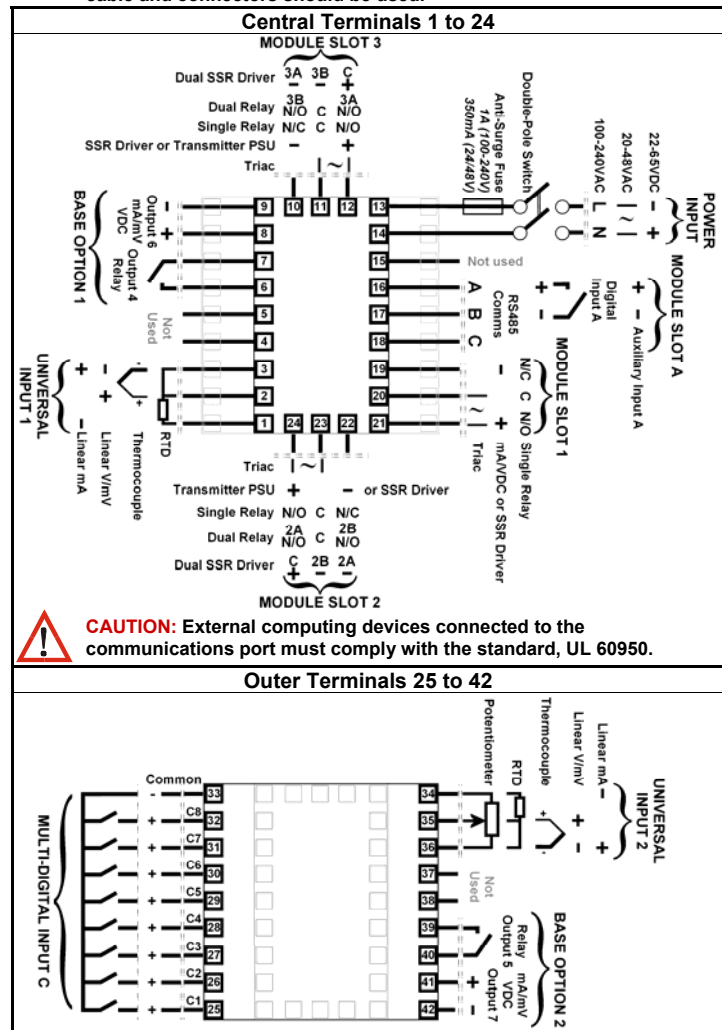 cable and connectors should be used.
Central Terminals 1 to 24
MODULE SLOT 3
Dual SSR Driver 3A 3B C
− − +
Dual Relay 3B N/O C 3A N/O
Single Relay N/C C N/O
SSR Driver or Transmitter PSU − +
Triac | ~ |
Double-Pole Switch
Anti-Surge Fuse
1A (100-240V)
350mA (24/48V)
22-65VDC − +
20-48VAC | ~ |
100-240VAC L N
POWER INPUT
BASE OPTION 1
Output 6
mA/mV
VDC
− +
Output 4
Relay
Not
Used
9 10 11 12 13
8 14
7 15 Not used
6 16
5 17
4 18
3 19
2 20
1 24 23 22 21
A B C
RS485
Comms
+ −
Digital
Input A
+ − Auxiliary Input A
MODULE SLOT A
MODULE SLOT 1
N/C C N/O Single Relay
− + mA/VDC or SSR Driver
| ~ | Triac
UNIVERSAL INPUT 1
+ − Linear mA
− + Linear V/mV
- + Thermocouple
RTD
Triac | ~ |
Transmitter PSU + − or SSR Driver
Single Relay N/O C N/C
Dual Relay 2A N/O C 2B N/O
Dual SSR Driver C 2B 2A
+ − −
MODULE SLOT 2
!
CAUTION: External computing devices connected to the
communications port must comply with the standard, UL 60950.
Outer Terminals 25 to 42
Common
- 33
+ C8 32
+ C7 31
+ C6 30
+ C5 29
+ C4 28
+ C3 27
+ C2 26
+ C1 25
MULTI-DIGITAL INPUT C
34
35
36
37
38
39
40
41
42
Potentiometer
RTD
Thermocouple + -
Linear V/mV + −
Linear mA − +
UNIVERSAL INPUT 2
Not
Used
Relay
Output 5
mA/mV
VDC
Output 7
+ −
BASE OPTION 2